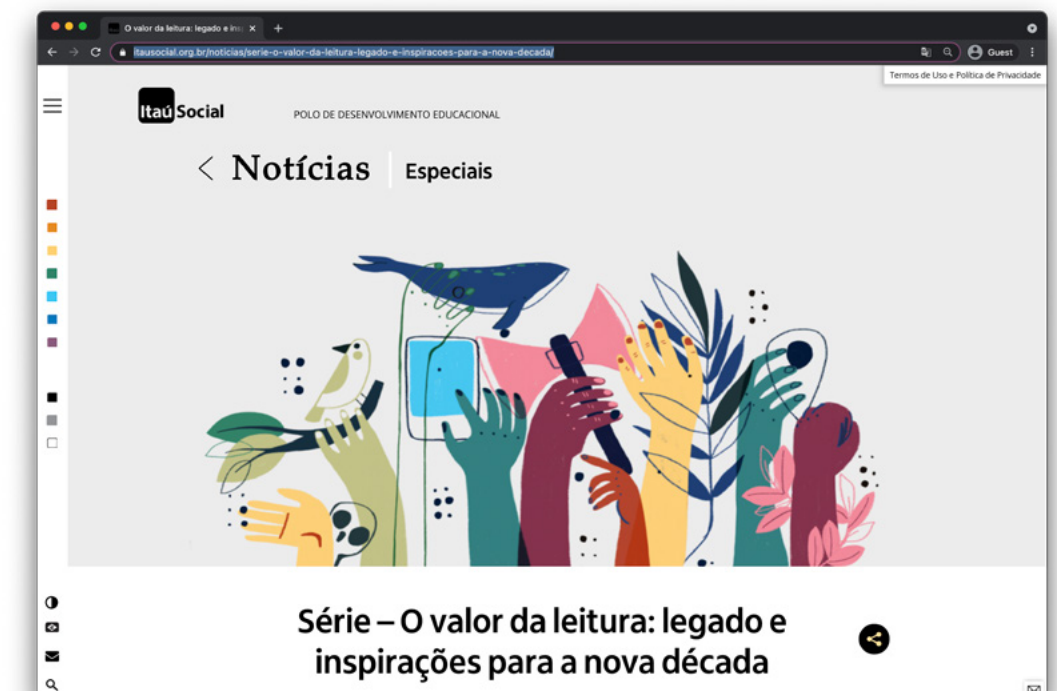 O valor da leitura: legado e ins
itausocial.org.br/noticias/serie-o-valor-da-leitura-legado-e-inspiracoes-para-a-nova-decada/
Guest
Termos de Uso e Política de Privacidade
Itaú Social
POLO DE DESENVOLVIMENTO EDUCACIONAL
< Notícias
Especiais
Série – O valor da leitura: legado e
inspirações para a nova década